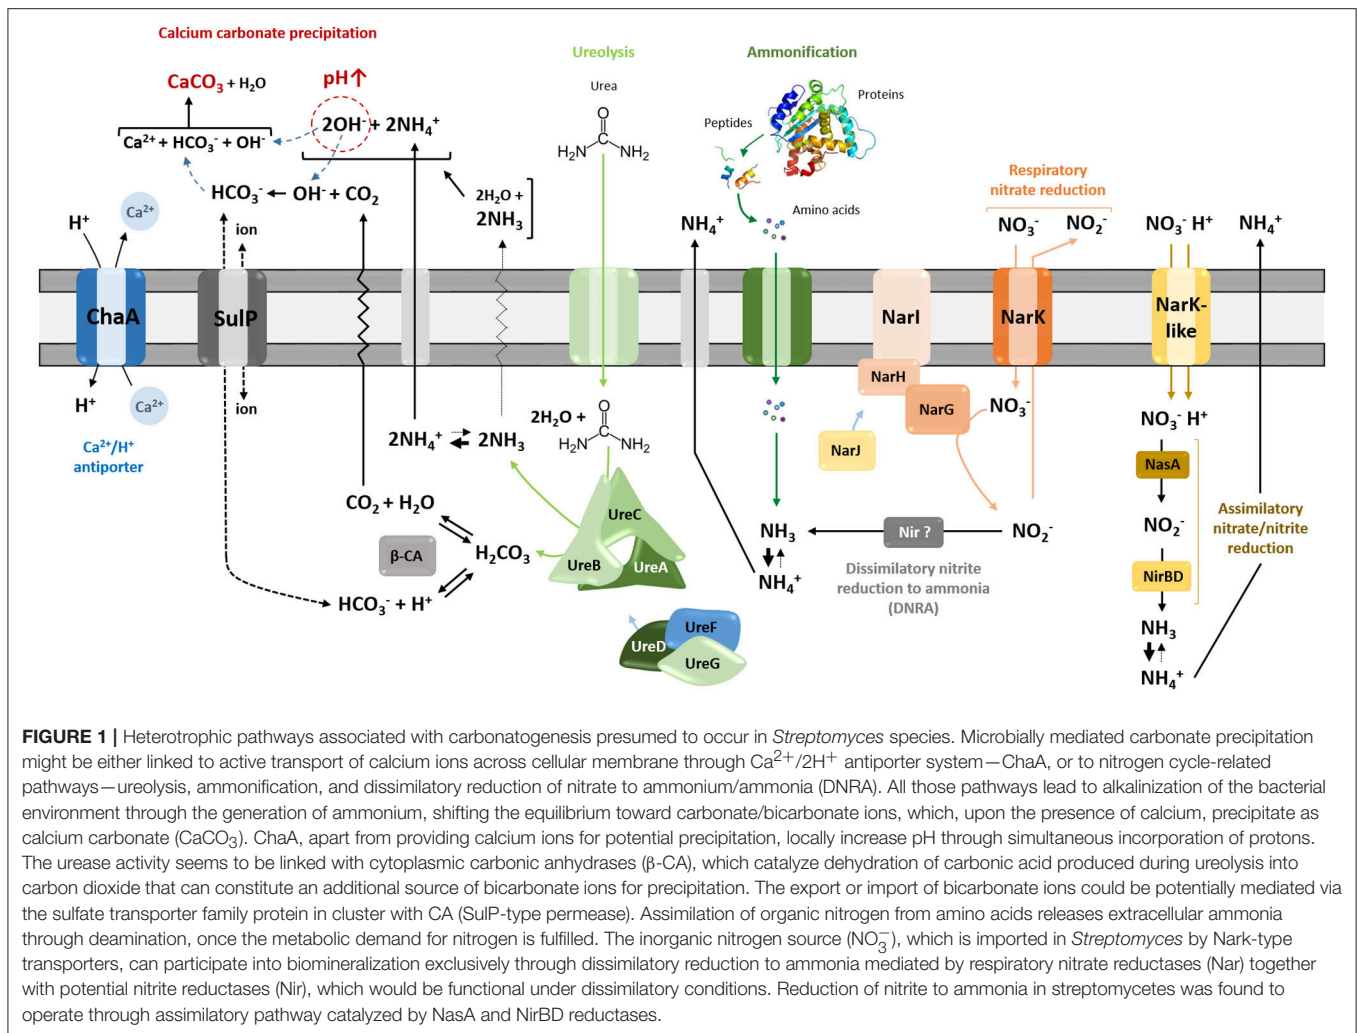 Calcium carbonate precipitation
CaCO₃ + H₂O
pH↑
2OH⁻ + 2NH₄⁺
Ca²⁺ + HCO₃⁻ + OH⁻
HCO₃⁻ OH⁻ + CO₂
2H₂O +
2NH₃
Ureolysis
Urea
O
H₂N NH₂
Ammonification
Proteins
Peptides
Amino acids
NH₄⁺
Respiratory
nitrate reduction
NO₃⁻ NO₂⁻
NO₃⁻ H⁺ NH₄⁺
H⁺ Ca²⁺
ion
ChaA
SulP
NarI
NarK
NarK-
like
H⁺ Ca²⁺
ion
Ca²⁺/H⁺
antiporter
2NH₄⁺ 2NH₃
2H₂O +
O
H₂N NH₂
CO₂ + H₂O
β-CA
H₂CO₃
HCO₃⁻ + H⁺
UreC
UreB
UreA
UreF
UreD
UreG
NarH
NarG
NarJ
NO₃⁻
NH₃
Nir ?
NO₂⁻
NH₄⁺
Dissimilatory nitrite
reduction to ammonia
(DNRA)
NO₃⁻ H⁺
NasA
NO₂⁻
NirBD
NH₃
NH₄⁺
Assimilatory
nitrate/nitrite
reduction
FIGURE 1 | Heterotrophic pathways associated with carbonatogenesis presumed to occur in Streptomyces species. Microbially mediated carbonate precipitation
might be either linked to active transport of calcium ions across cellular membrane through Ca²⁺/2H⁺ antiporter system—ChaA, or to nitrogen cycle-related
pathways—ureolysis, ammonification, and dissimilatory reduction of nitrate to ammonium/ammonia (DNRA). All those pathways lead to alkalinization of the bacterial
environment through the generation of ammonium, shifting the equilibrium toward carbonate/bicarbonate ions, which, upon the presence of calcium, precipitate as
calcium carbonate (CaCO₃). ChaA, apart from providing calcium ions for potential precipitation, locally increase pH through simultaneous incorporation of protons.
The urease activity seems to be linked with cytoplasmic carbonic anhydrases (β-CA), which catalyze dehydration of carbonic acid produced during ureolysis into
carbon dioxide that can constitute an additional source of bicarbonate ions for precipitation. The export or import of bicarbonate ions could be potentially mediated via
the sulfate transporter family protein in cluster with CA (SulP-type permease). Assimilation of organic nitrogen from amino acids releases extracellular ammonia
through deamination, once the metabolic demand for nitrogen is fulfilled. The inorganic nitrogen source (NO₃⁻), which is imported in Streptomyces by Nark-type
transporters, can participate into biomineralization exclusively through dissimilatory reduction to ammonia mediated by respiratory nitrate reductases (Nar) together
with potential nitrite reductases (Nir), which would be functional under dissimilatory conditions. Reduction of nitrite to ammonia in streptomycetes was found to
operate through assimilatory pathway catalyzed by NasA and NirBD reductases.